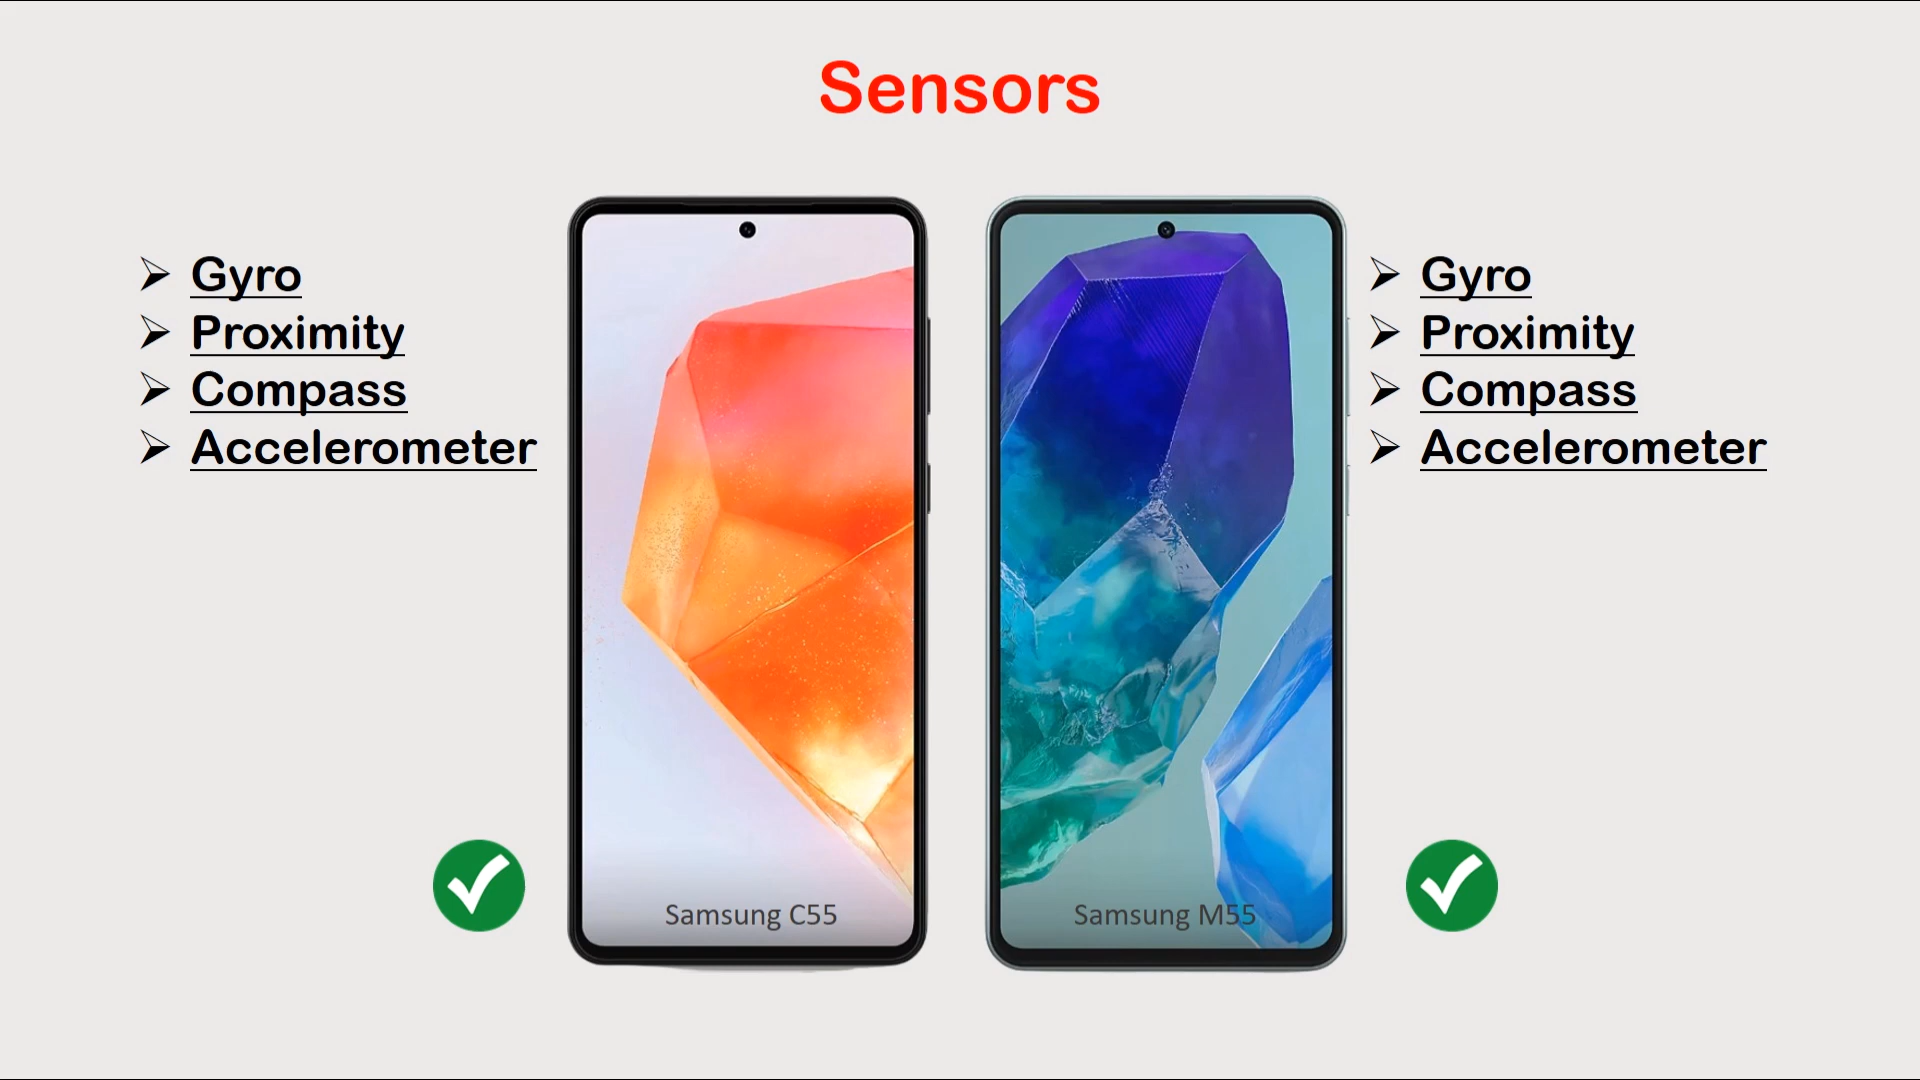 Sensors
Gyro
Proximity
Compass
Accelerometer
Samsung C55
Gyro
Proximity
Compass
Accelerometer
Samsung M55